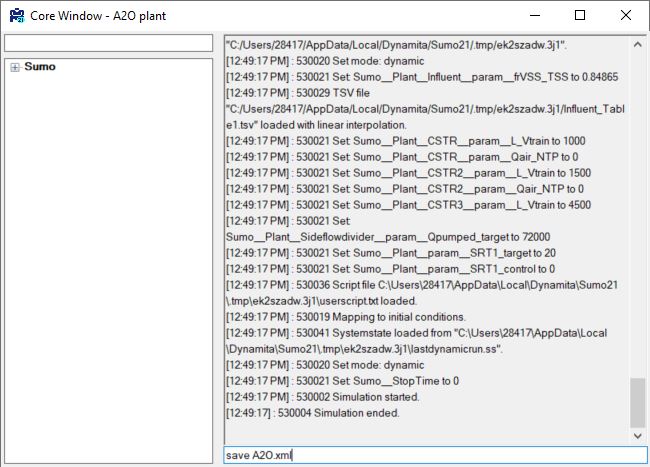 Core Window - A2O plant
Sumo
"C:/Users/28417/AppData/Local/Dynamita/Sumo21/.tmp/ek2szadw.3j1".
[12:49:17 PM] : 530020 Set mode: dynamic
[12:49:17 PM] : 530021 Set: Sumo__Plant__Influent__param__frVSS_TSS to 0.84865
[12:49:17 PM] : 530029 TSV file
"C:/Users/28417/AppData/Local/Dynamita/Sumo21/.tmp/ek2szadw.3j1/Influent_Tabl
e1.tsv" loaded with linear interpolation.
[12:49:17 PM] : 530021 Set: Sumo__Plant__CSTR__param__L_Vtrain to 1000
[12:49:17 PM] : 530021 Set: Sumo__Plant__CSTR__param__Qair_NTP to 0
[12:49:17 PM] : 530021 Set: Sumo__Plant__CSTR2__param__L_Vtrain to 1500
[12:49:17 PM] : 530021 Set: Sumo__Plant__CSTR2__param__Qair_NTP to 0
[12:49:17 PM] : 530021 Set: Sumo__Plant__CSTR3__param__L_Vtrain to 4500
[12:49:17 PM] : 530021 Set:
Sumo__Plant__Sideflowdivider__param__Qpumped_target to 72000
[12:49:17 PM] : 530021 Set: Sumo__Plant__param__SRT1_target to 20
[12:49:17 PM] : 530021 Set: Sumo__Plant__param__SRT1_control to 0
[12:49:17 PM] : 530036 Script file C:\Users\28417\AppData\Local\Dynamita\Sumo21
\.tmp\ek2szadw.3j1\userscript.txt loaded.
[12:49:17 PM] : 530019 Mapping to initial conditions.
[12:49:17 PM] : 530041 Systemstate loaded from "C:\Users\28417\AppData\Local
\Dynamita\Sumo21\.tmp\ek2szadw.3j1\lastdynamicrun.ss".
[12:49:17 PM] : 530020 Set mode: dynamic
[12:49:17 PM] : 530021 Set: Sumo__StopTime to 0
[12:49:17 PM] : 530002 Simulation started.
[12:49:17] : 530004 Simulation ended.
save A2O.xml